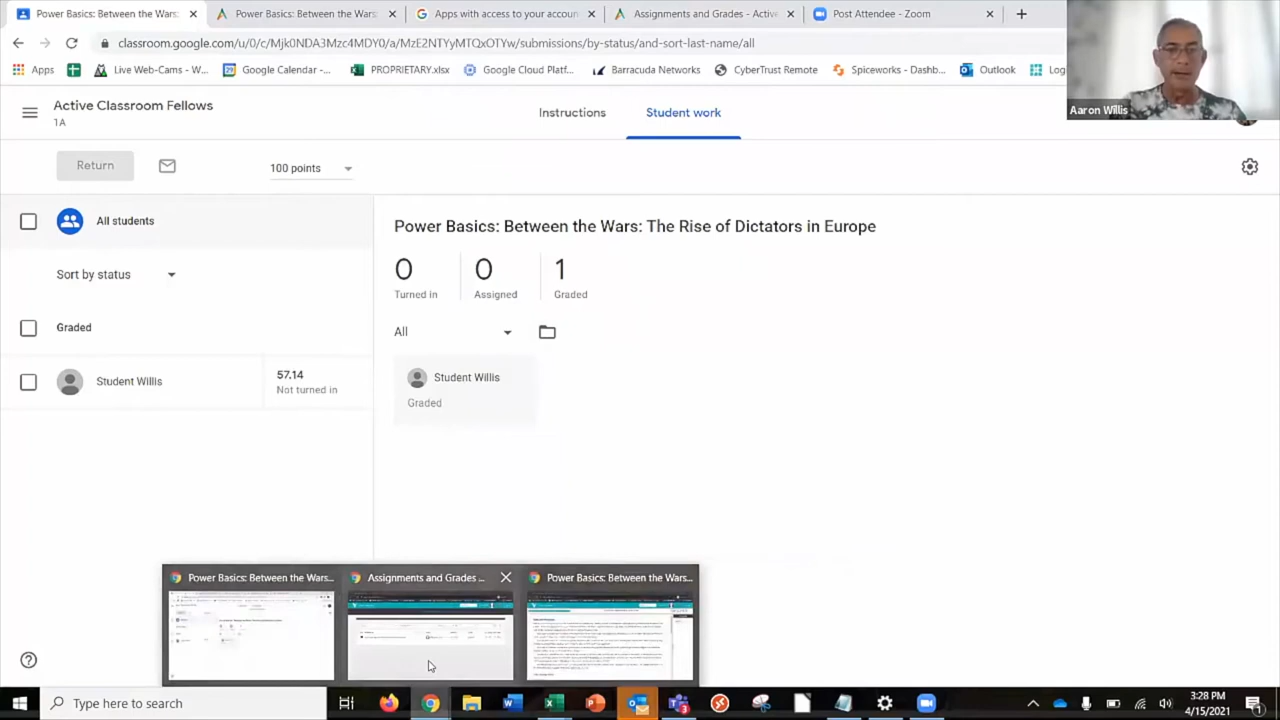 Power Basics: Between the Wars:
Power Basics: Between the Wars:
Apps with access to your accoun
Assignments and Grades - Active
Post Attendee - Zoom
classroom.google.com/u/0/c/
/submissions/by-status/and-sort-last-name/all
Apps
Live Web-Cams - W...
Google Calendar -...
PROPRIETARY.xlsx
Google Cloud Platf...
Barracuda Networks
CyberTrust Remote
Spiceworks - Dashb...
Outlook
Log
Aaron Willis
Active Classroom Fellows
1A
Instructions
Student work
Return
100 points
All students
Sort by status
Graded
Student Willis
57.14
Not turned in
Power Basics: Between the Wars: The Rise of Dictators in Europe
0
Turned in
0
Assigned
1
Graded
All
Student Willis
Graded
Power Basics: Between the Wars...
Assignments and Grades ...
Power Basics: Between the Wars...
?
Type here to search
3:28 PM
4/15/2021